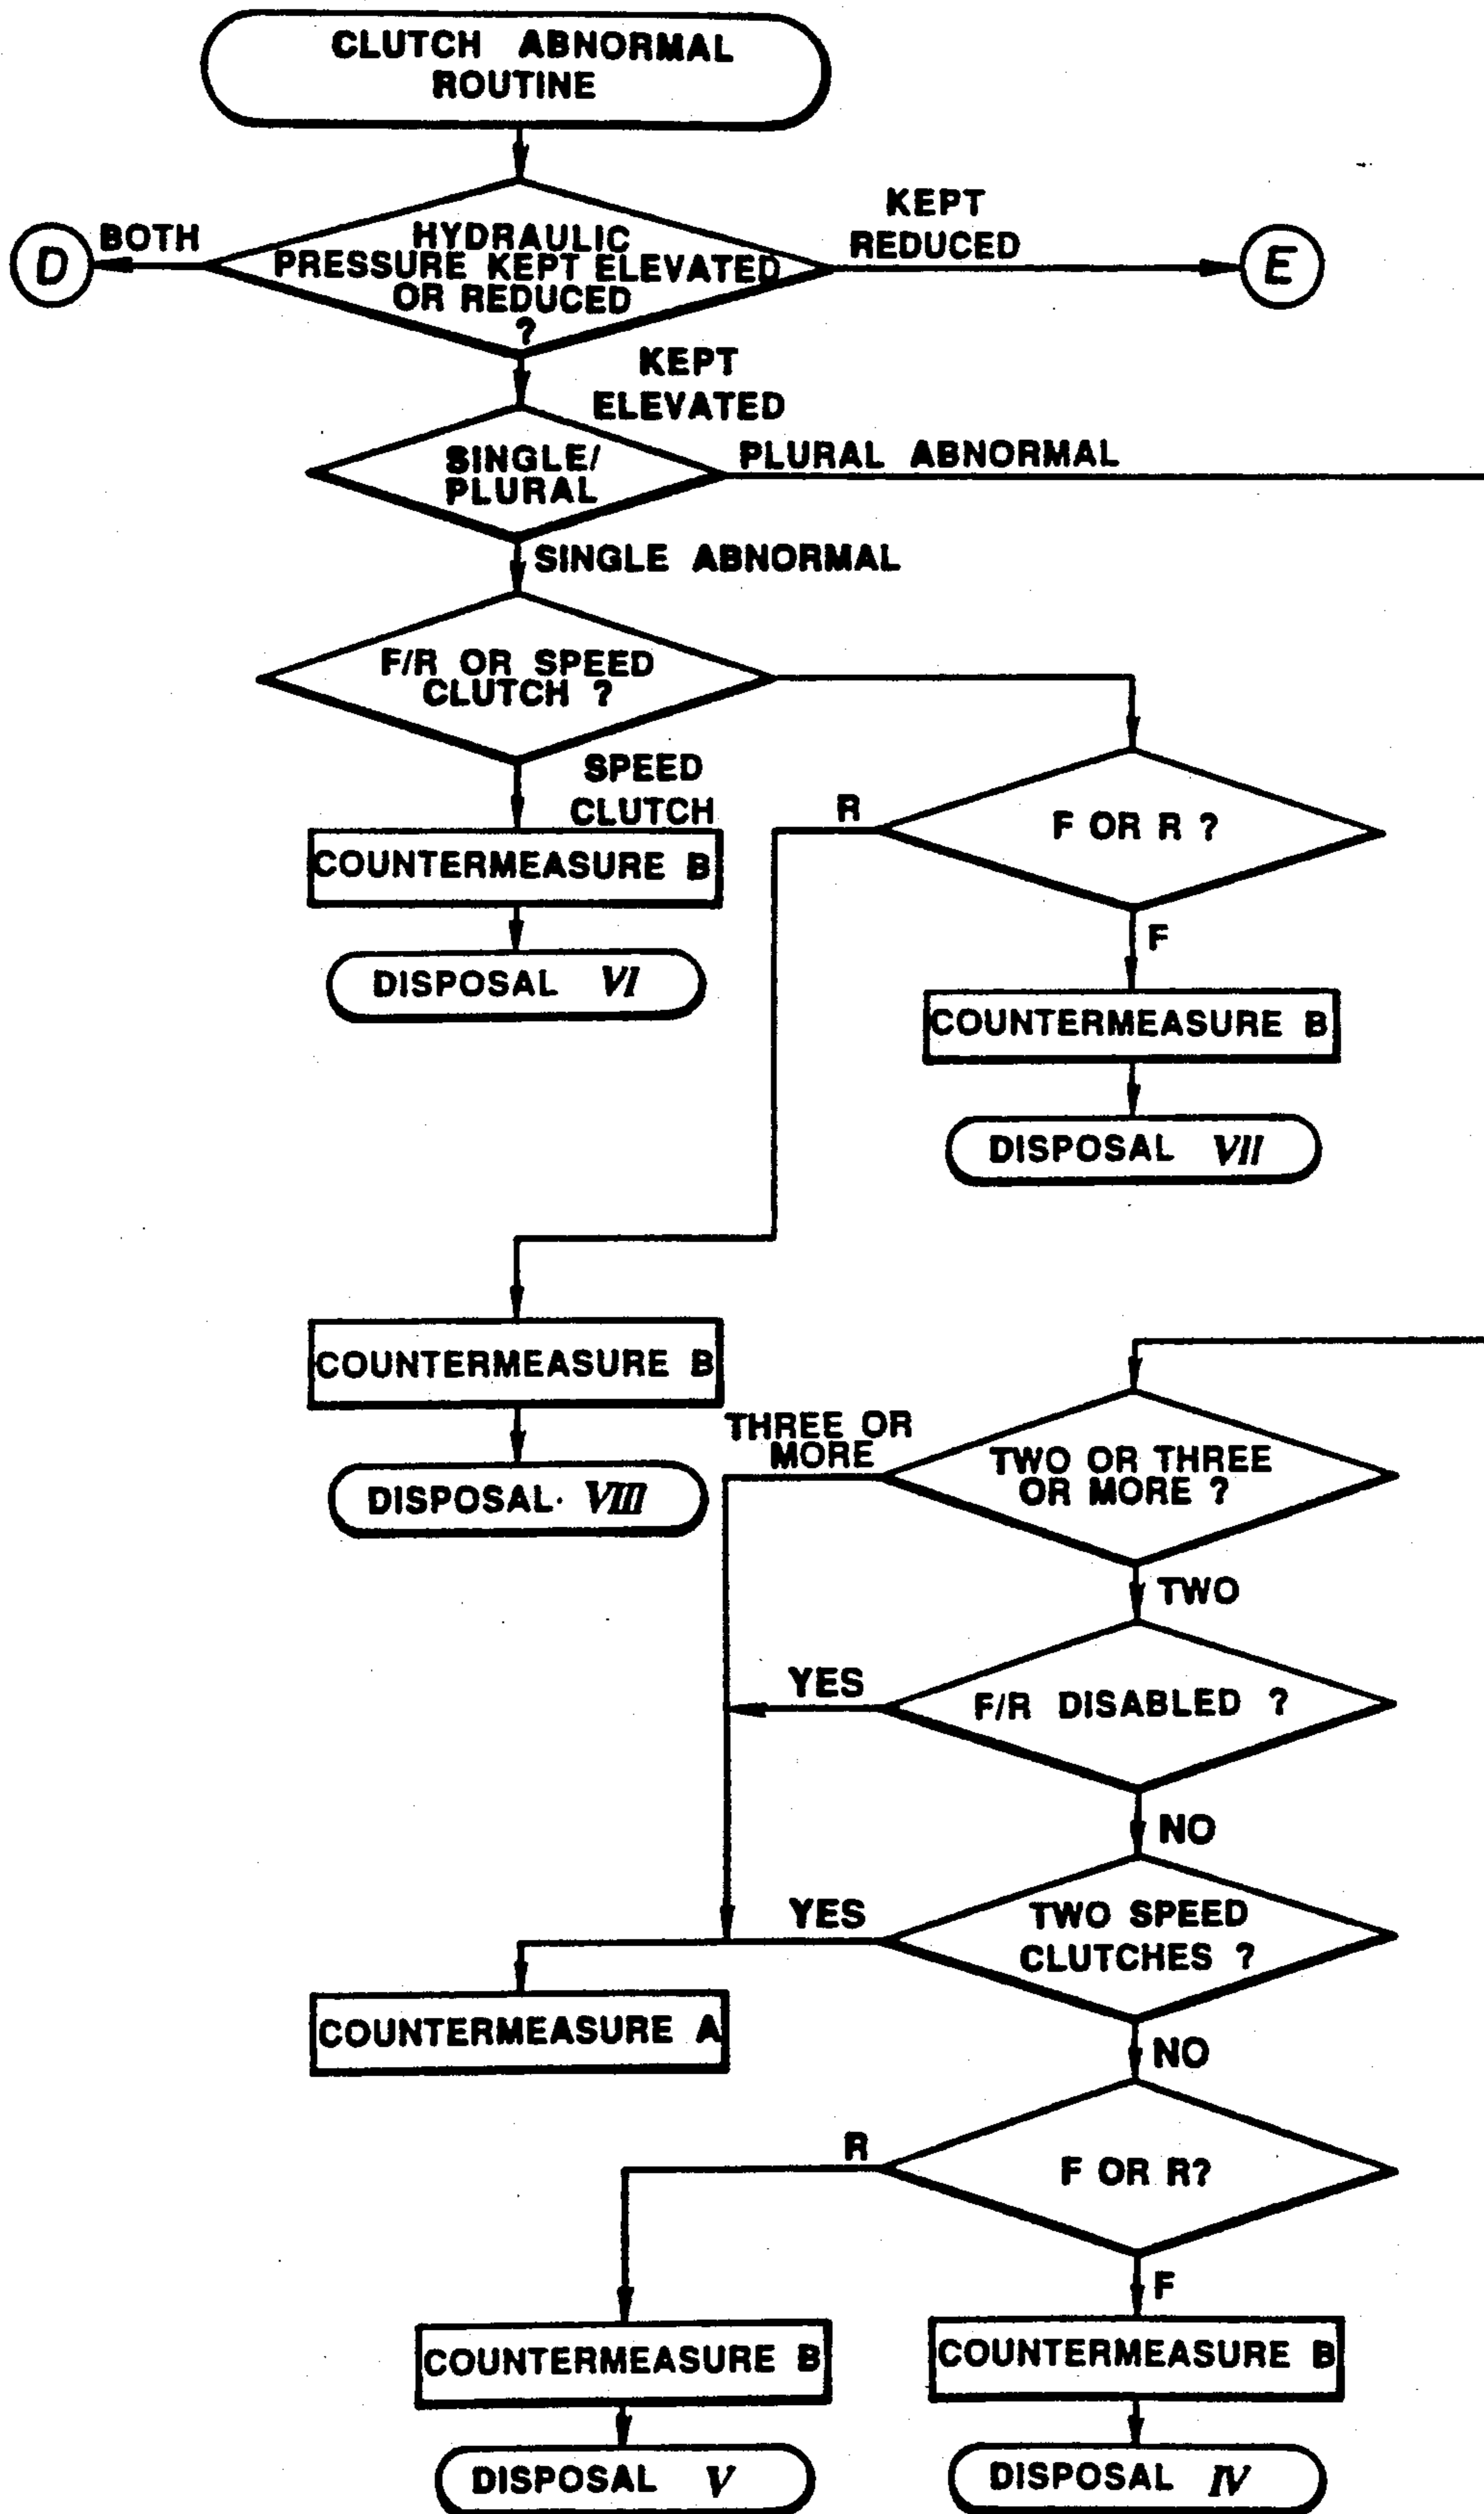 CLUTCH ABNORMAL
ROUTINE
KEPT
REDUCED
BOTH
D
HYDRAULIC
PRESSURE KEPT ELEVATED
OR REDUCED
?
E
KEPT
ELEVATED
SINGLE/
PLURAL
PLURAL ABNORMAL
SINGLE ABNORMAL
F/R OR SPEED
CLUTCH ?
SPEED
CLUTCH
R
F OR R ?
COUNTERMEASURE B
F
DISPOSAL VI
COUNTERMEASURE B
DISPOSAL VII
COUNTERMEASURE B
THREE OR
MORE
TWO OR THREE
OR MORE ?
DISPOSAL VIII
TWO
YES
F/R DISABLED ?
NO
YES
TWO SPEED
CLUTCHES ?
COUNTERMEASURE A
NO
R
F OR R?
F
COUNTERMEASURE B
COUNTERMEASURE B
DISPOSAL V
DISPOSAL IV